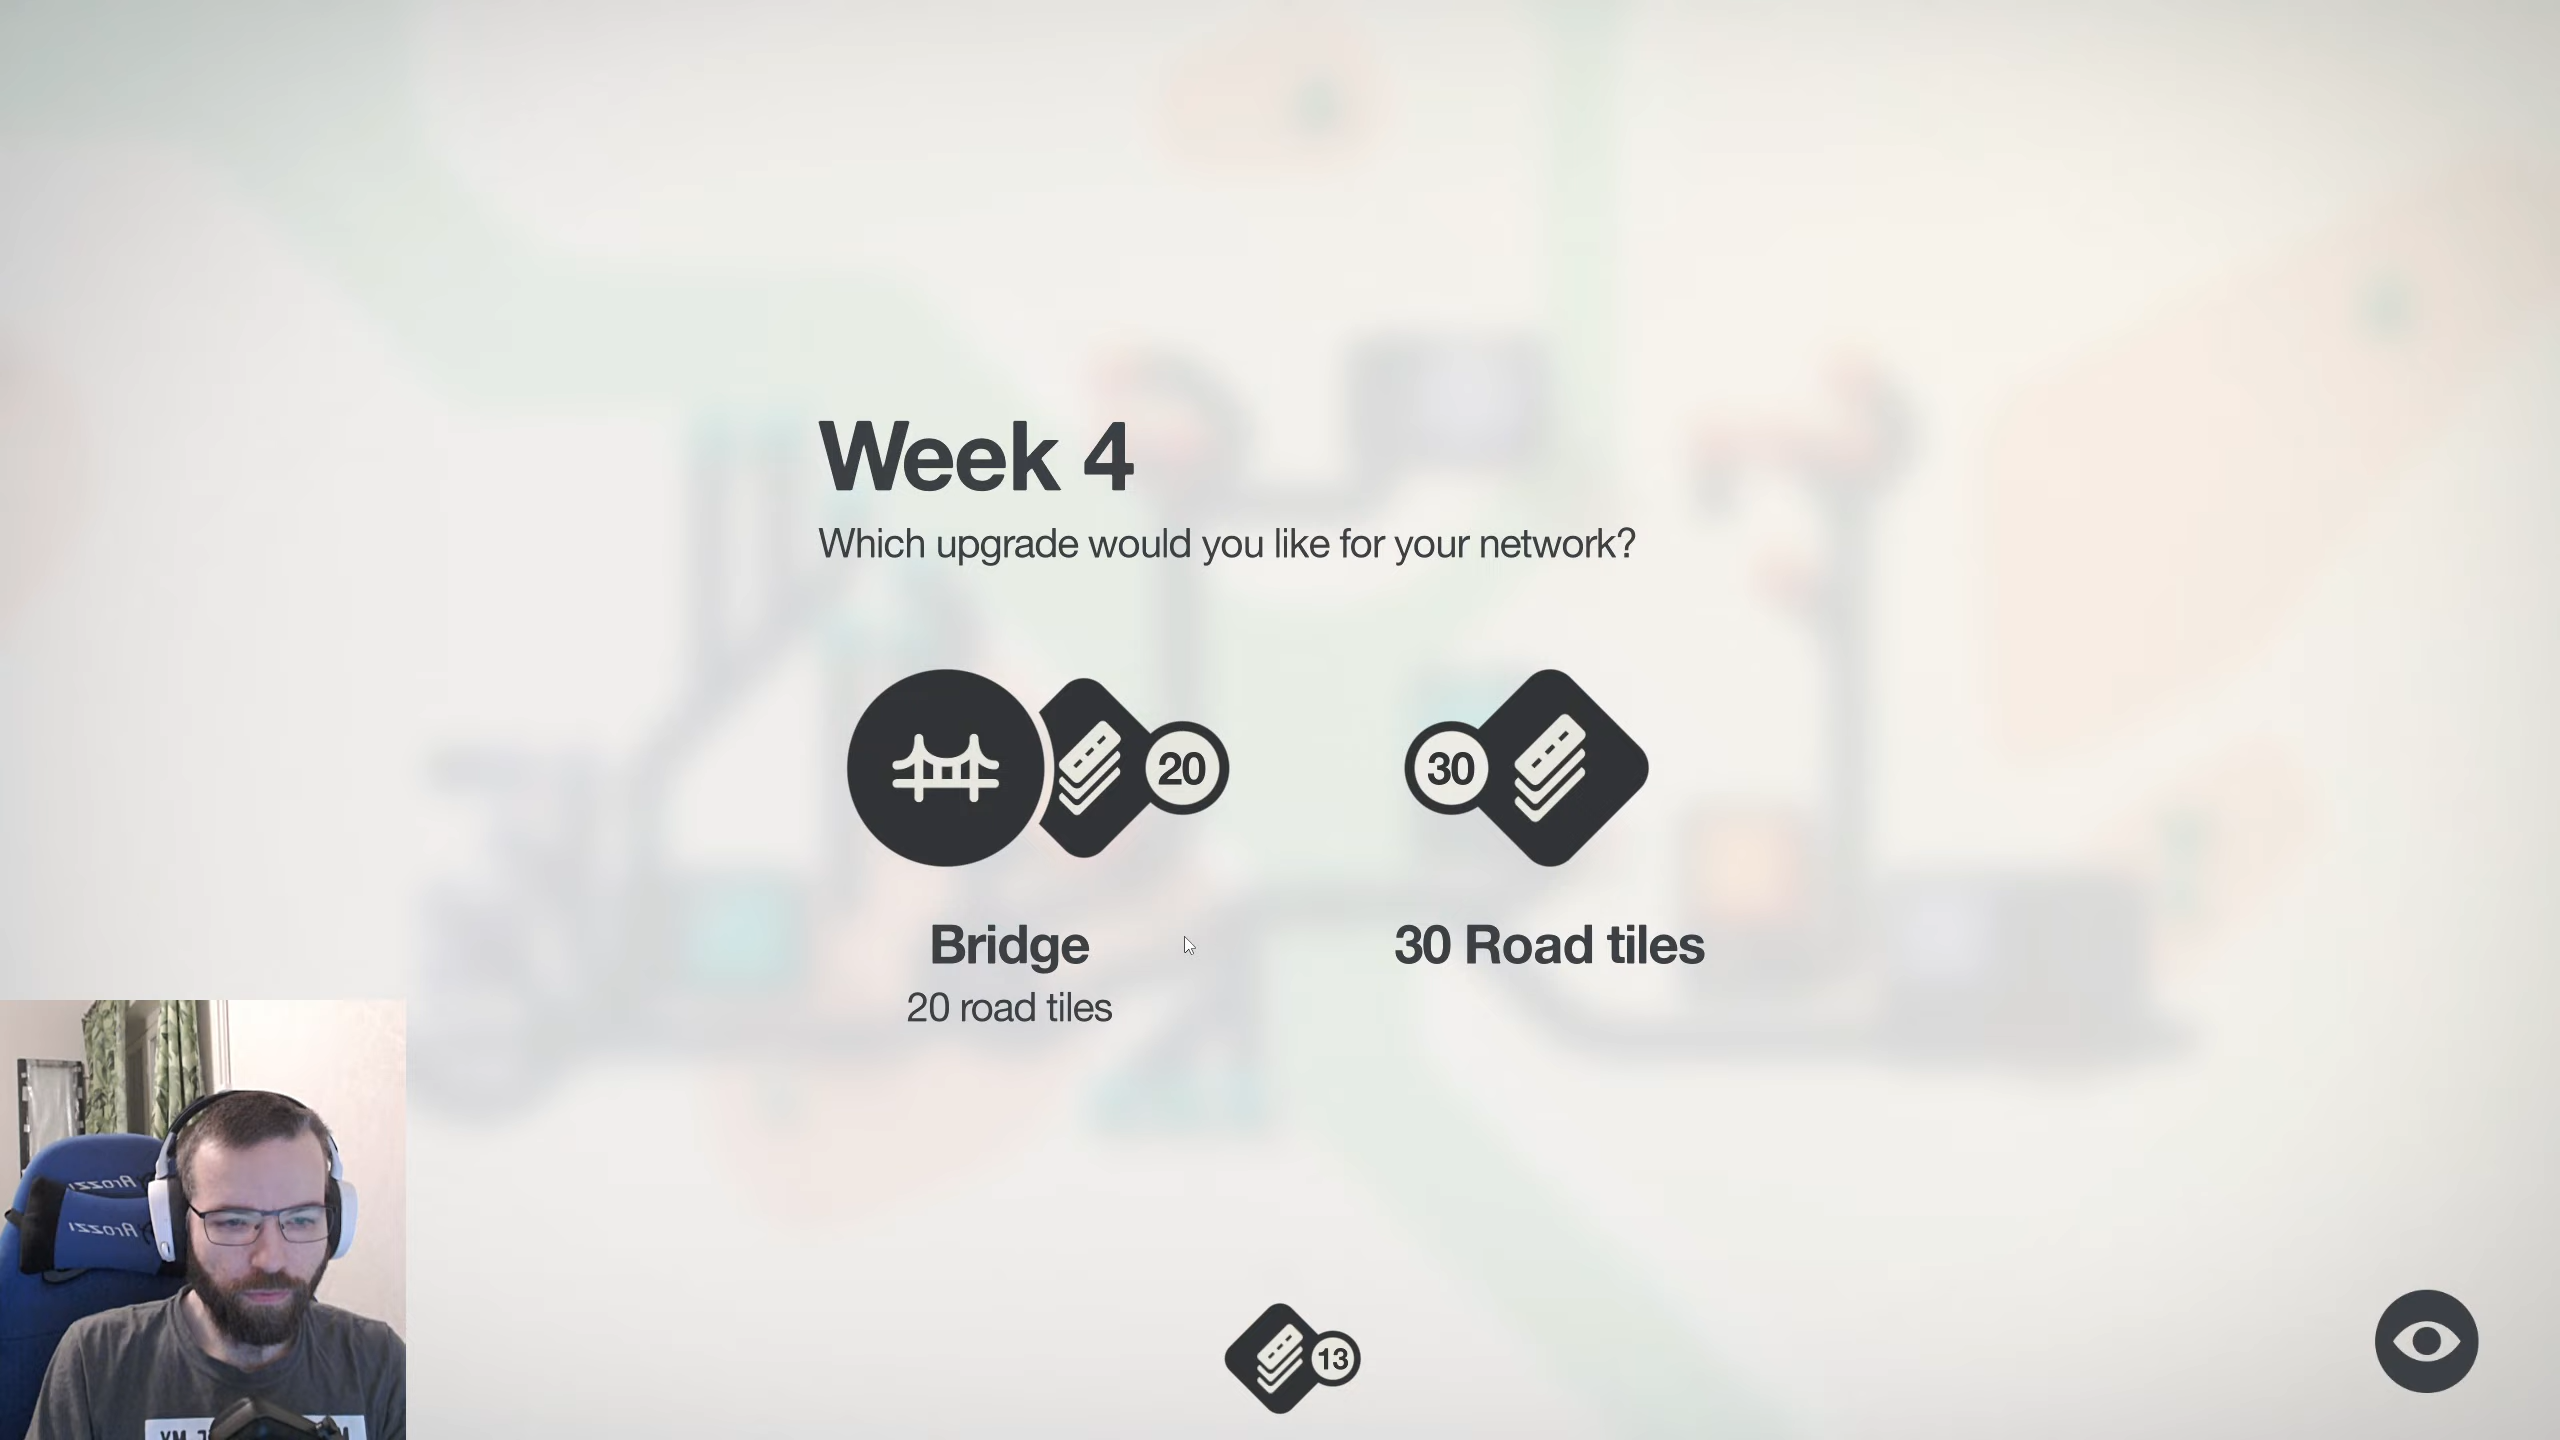 Week 4
Which upgrade would you like for your network?
20
30
Bridge
30 Road tiles
20 road tiles
13